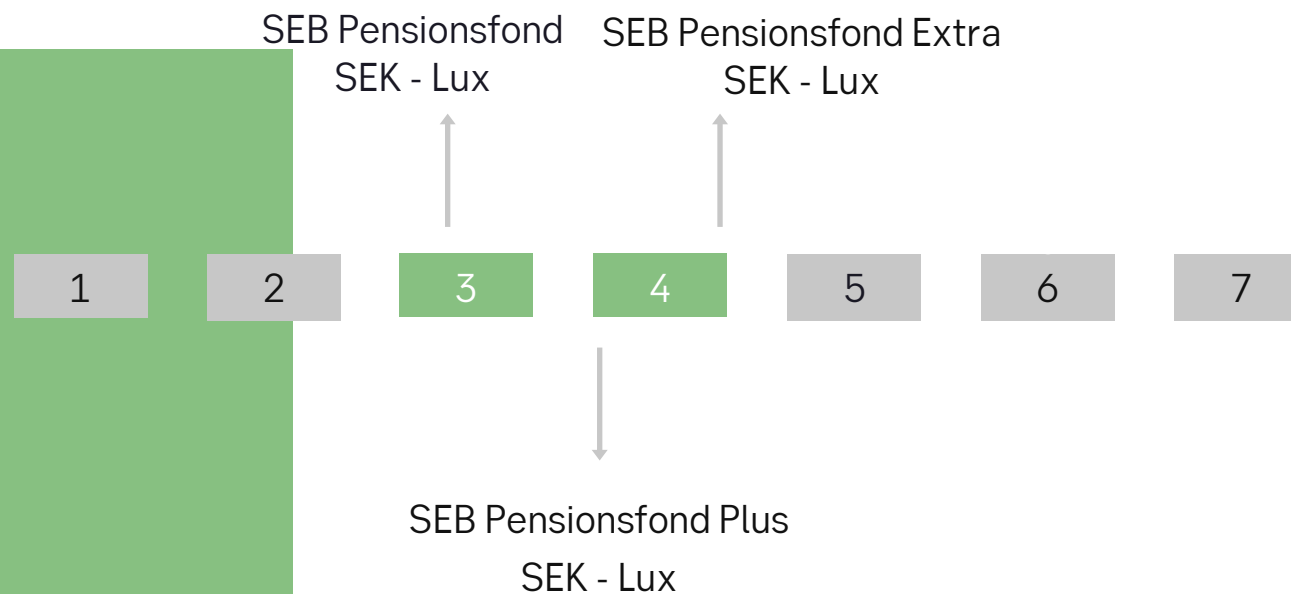 SEB Pensionsfond
SEK - Lux
SEB Pensionsfond Extra
SEK - Lux
1 2 3 4 5 6 7
SEB Pensionsfond Plus
SEK - Lux